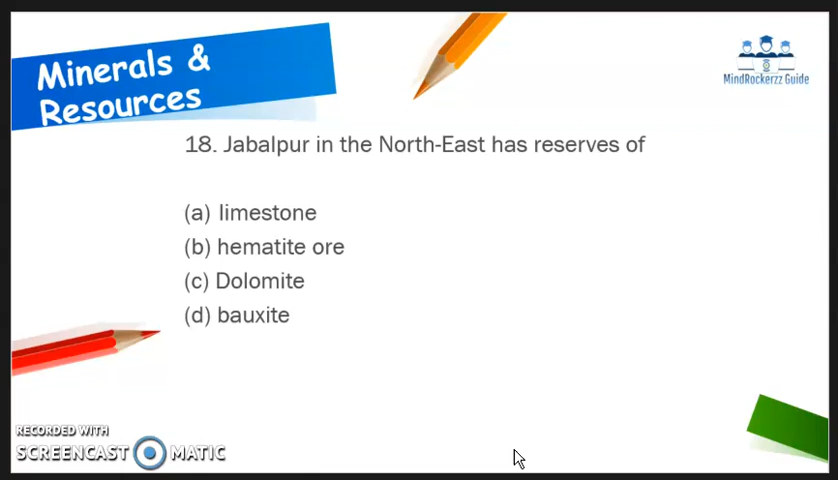 Minerals &
Resources
MindRockerzz Guide
18. Jabalpur in the North-East has reserves of
(a) limestone
(b) hematite ore
(c) Dolomite
(d) bauxite
RECORDED WITH
SCREENCAST MATIC